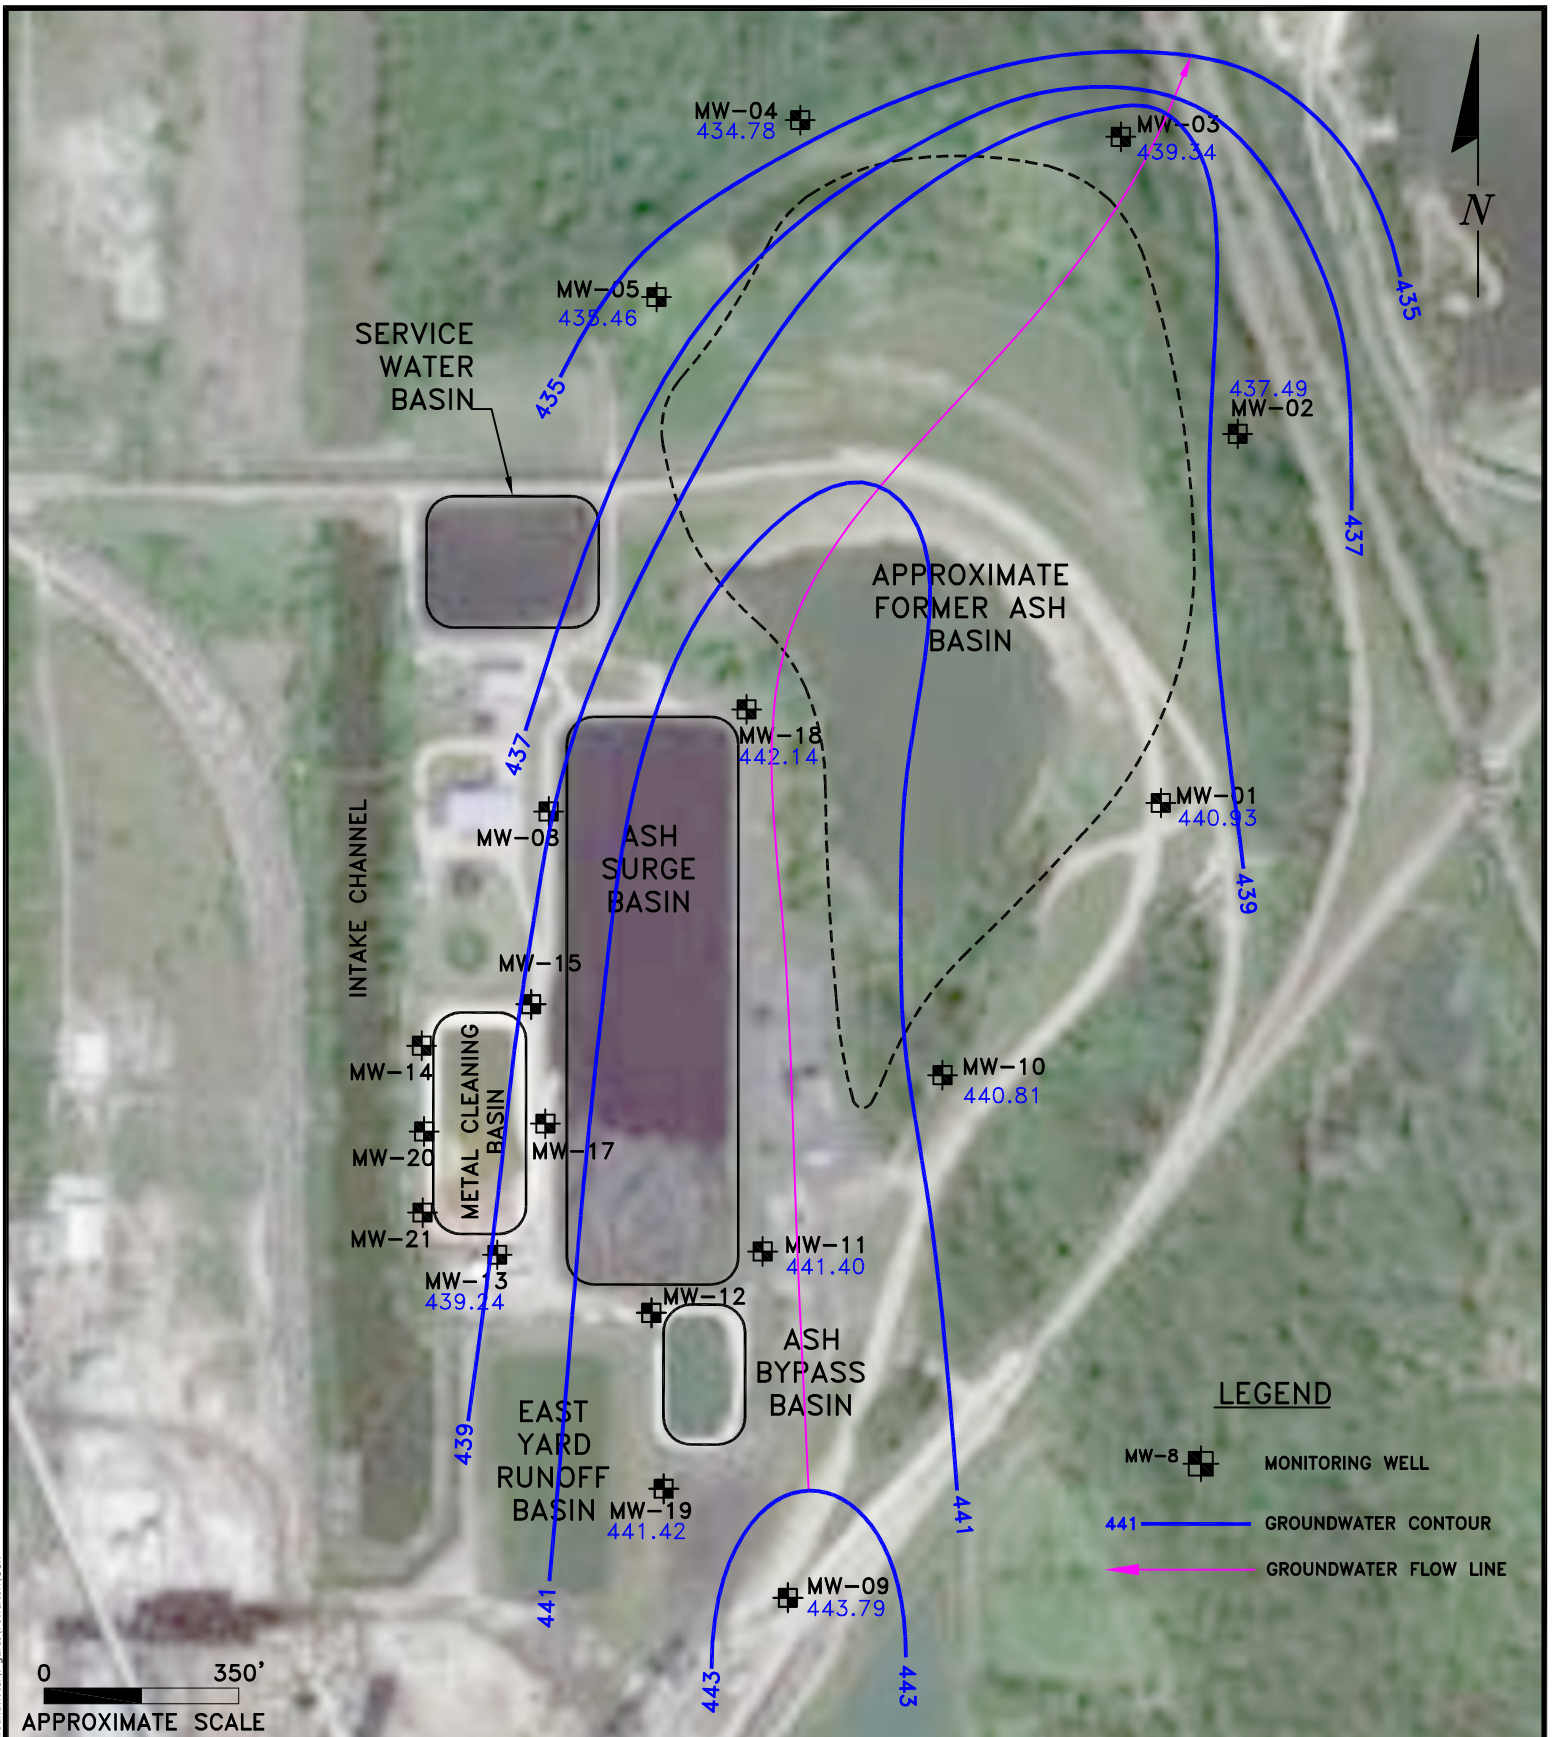 MW-04
434.78
MW-03
439.34
N
MW-05
435.46
435
SERVICE
WATER
BASIN
435
437.49
MW-02
437
APPROXIMATE
FORMER ASH
BASIN
MW-18
442.14
437
MW-01
440.93
MW-08
ASH
SURGE
BASIN
439
INTAKE CHANNEL
MW-15
MW-14
METAL CLEANING
BASIN
MW-10
440.81
MW-20
MW-17
MW-21
MW-11
441.40
MW-13
439.24
MW-12
ASH
BYPASS
BASIN
LEGEND
EAST
YARD
RUNOFF
BASIN
439
MW-8
MONITORING WELL
MW-19
441.42
441
441
GROUNDWATER CONTOUR
GROUNDWATER FLOW LINE
MW-09
443.79
441
443
443
0 350'
APPROXIMATE SCALE